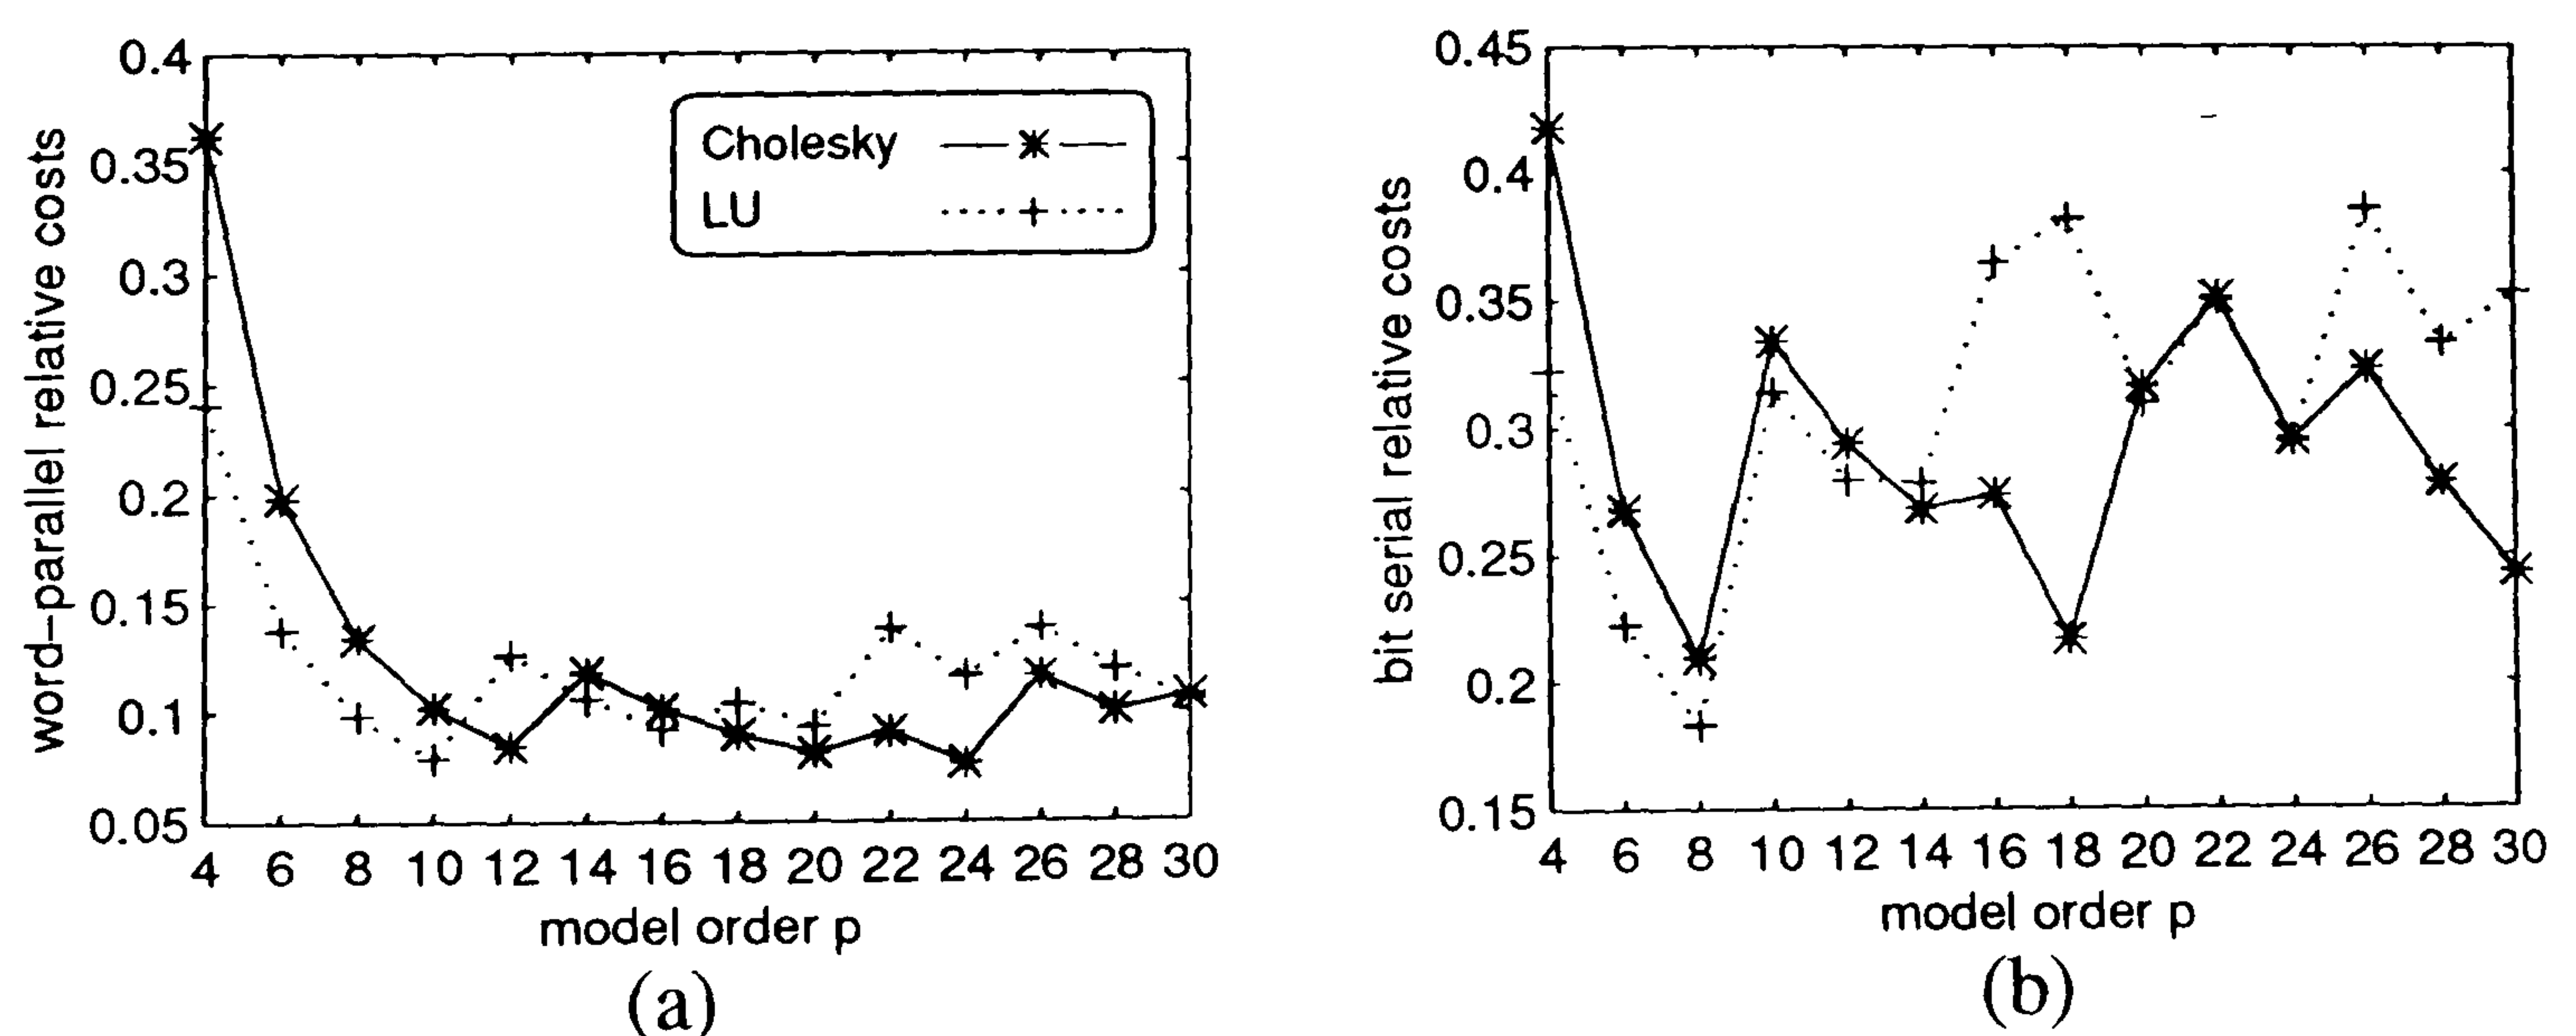 word-parallel relative costs
0.4
0.35
0.3
0.25
0.2
0.15
0.1
0.05
Cholesky
LU
4 6 8 10 12 14 16 18 20 22 24 26 28 30
model order p
(a)
bit serial relative costs
0.45
0.4
0.35
0.3
0.25
0.2
0.15
4 6 8 10 12 14 16 18 20 22 24 26 28 30
model order p
(b)